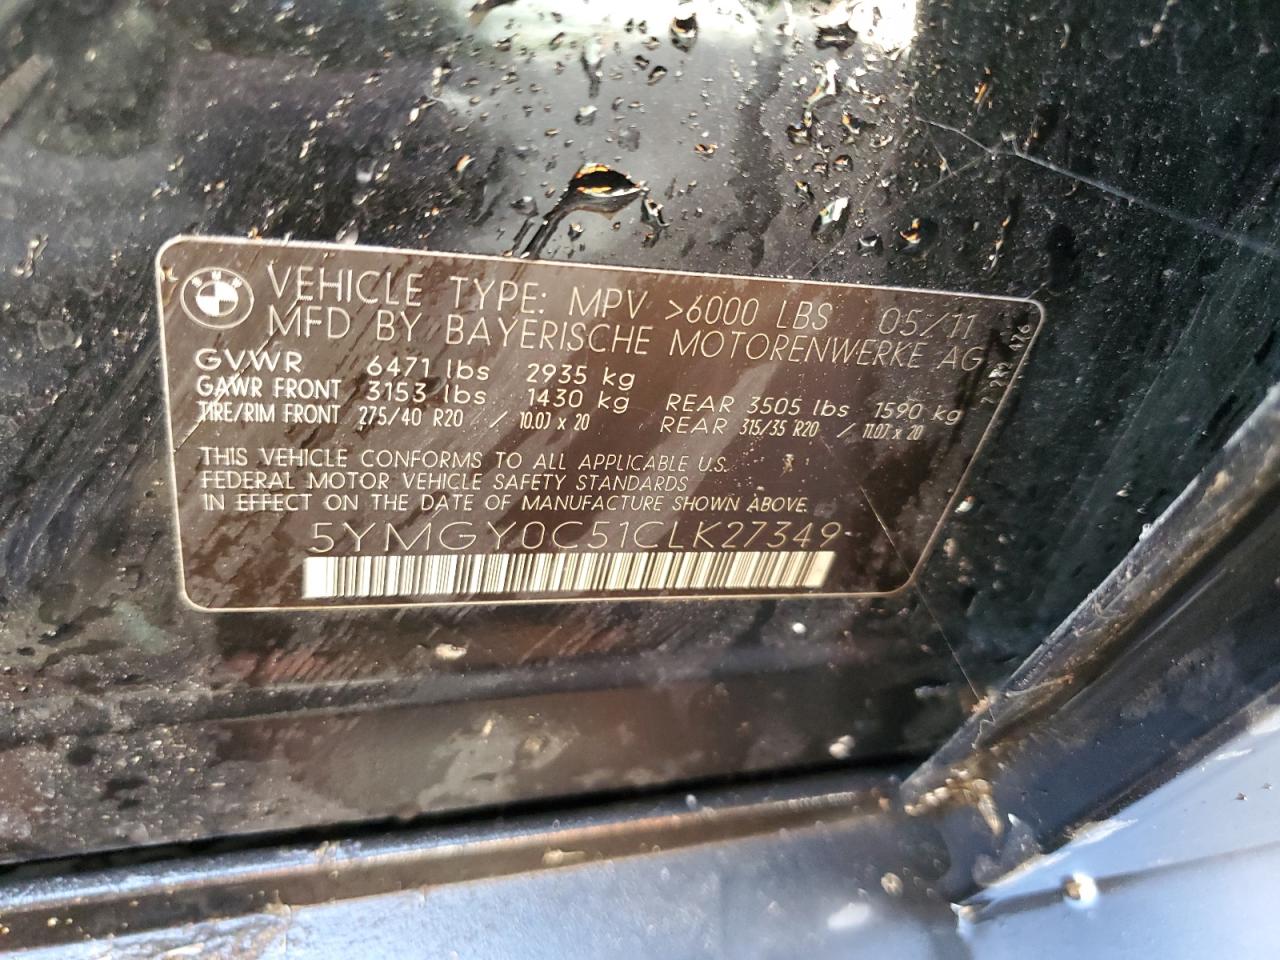 BMW
VEHICLE TYPE: MPV >6000 LBS 05/11
MFD BY BAYERISCHE MOTORENWERKE AG
GVWR 6471 lbs 2935 kg
GAWR FRONT 3153 lbs 1430 kg REAR 3505 lbs 1590 kg
TIRE/RIM FRONT 275/40 R20 / 10.0J x 20 REAR 315/35 R20 / 11.0J x 20
THIS VEHICLE CONFORMS TO ALL APPLICABLE U.S.
FEDERAL MOTOR VEHICLE SAFETY STANDARDS
IN EFFECT ON THE DATE OF MANUFACTURE SHOWN ABOVE.
5YMGY0C51CLK27349